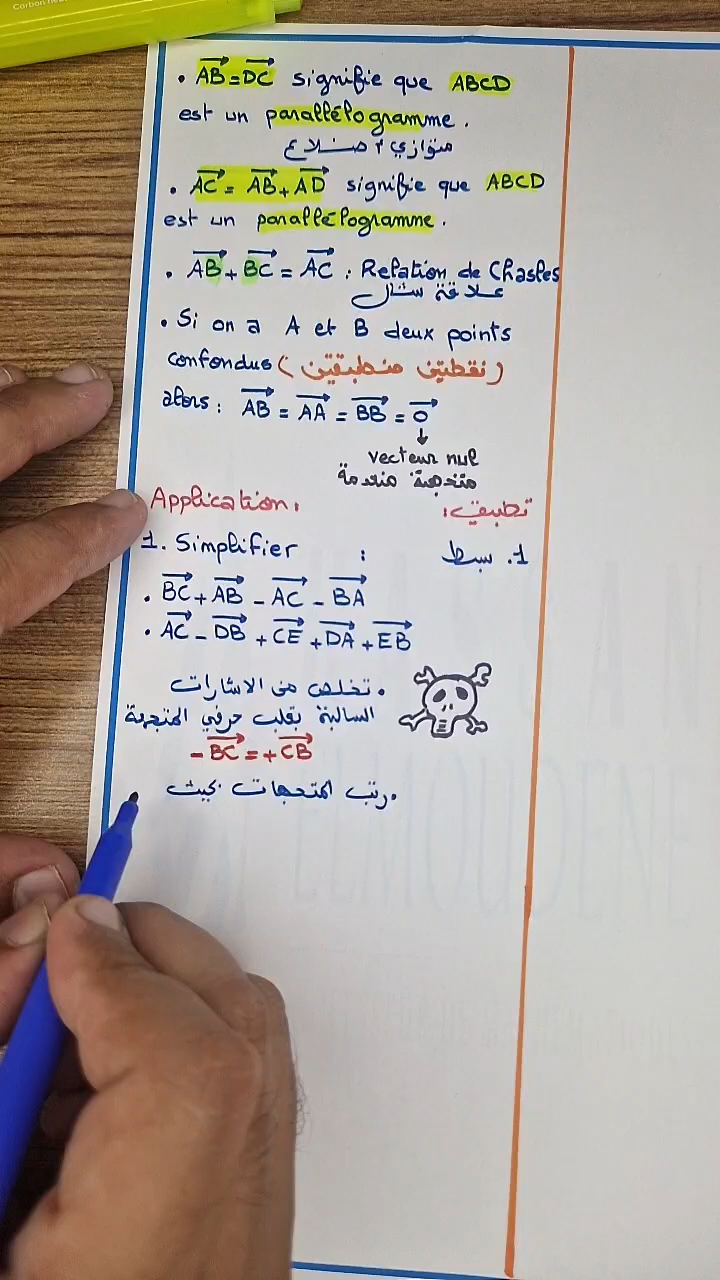 • AB = DC signifie que ABCD
est un parallélogramme.
متوازي الأضلاع
• AC = AB + AD signifie que ABCD
est un parallélogramme.
• AB + BC = AC : Relation de Chasles
علاقة شال
• Si on a A et B deux points
confondus (نقطتين منطبقتين)
alors : AB = AA = BB = 0
vecteur nul
متجهة منعدمة
Application: تطبيق:
1. Simplifier : 1. بسط
• BC + AB - AC - BA
• AC - DB + CE + DA + EB
• تخلص من الاشارات
السالبة بقلب حرفي المتجهة
- BC = + CB
• رتب المتجهات بحيث